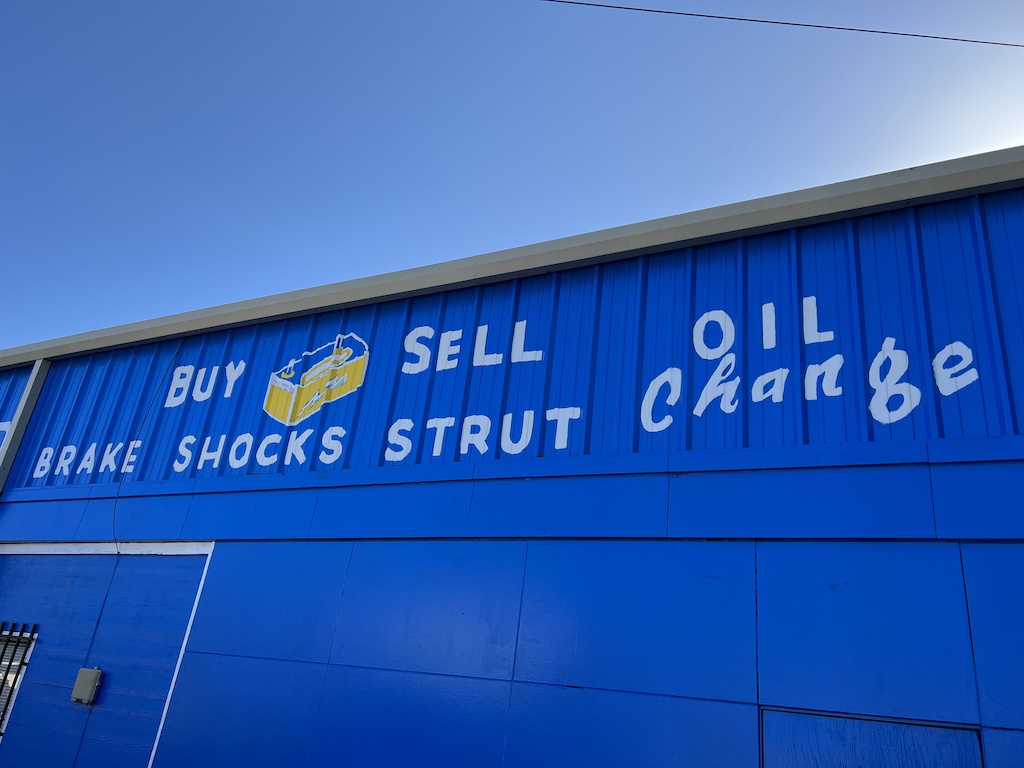 BUY SELL
BRAKE SHOCKS STRUT
OIL
Change